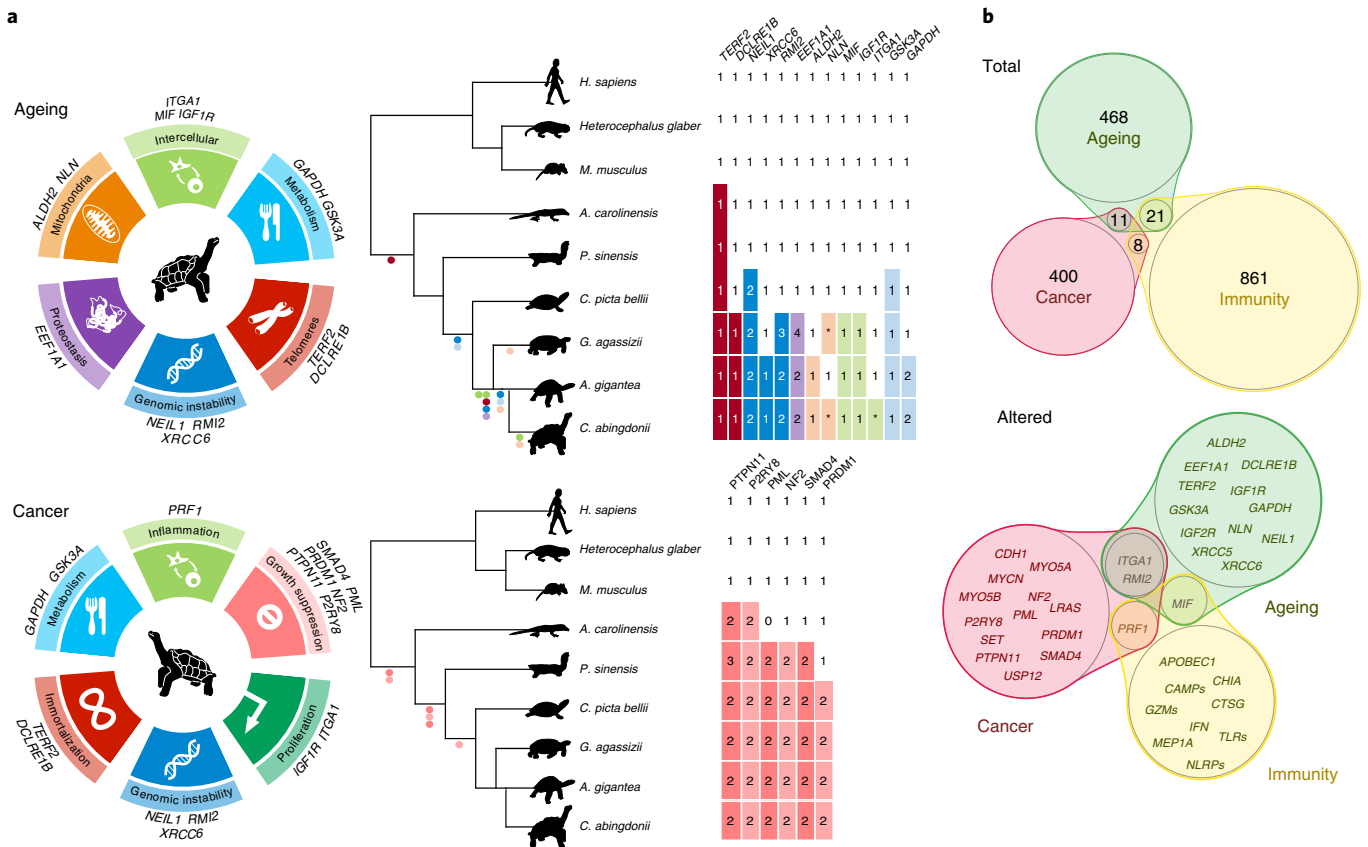 a
Ageing
ITGA1
MIF IGF1R
Intercellular
GAPDH GSK3A
Metabolism
TERF2
DCLRE1B
Telomeres
NEIL1 RMI2
XRCC6
Genomic instability
EEF1A1
Proteostasis
ALDH2 NLN
Mitochondria
H. sapiens
Heterocephalus glaber
M. musculus
A. carolinensis
P. sinensis
C. picta bellii
G. agassizii
A. gigantea
C. abingdonii
TERF2 DCLRE1B NEIL1 XRCC6 RMI2 EEF1A1 ALDH2 NLN MIF IGF1R ITGA1 GSK3A GAPDH
1 1 1 1 1 1 1 1 1 1 1 1 1
1 1 1 1 1 1 1 1 1 1 1 1 1
1 1 1 1 1 1 1 1 1 1 1 1 1
1 1 1 1 1 1 1 1 1 1 1 1 1
1 1 1 1 1 1 1 1 1 1 1 1 1
1 1 2 1 1 1 1 1 1 1 1 1 1
1 1 2 1 3 4 1 * 1 1 1 1 1
1 1 2 1 2 2 1 1 1 1 1 1 2
1 1 2 1 2 2 1 * 1 1 * 1 2
Cancer
PRF1
Inflammation
SMAD4 PML
PRDM1 NF2
PTPN11 P2RY8
Growth suppression
IGF1R ITGA1
Proliferation
NEIL1 RMI2
XRCC6
Genomic instability
TERF2
DCLRE1B
Immortalization
GAPDH GSK3A
Metabolism
H. sapiens
Heterocephalus glaber
M. musculus
A. carolinensis
P. sinensis
C. picta bellii
G. agassizii
A. gigantea
C. abingdonii
PTPN11 P2RY8 PML NF2 SMAD4 PRDM1
1 1 1 1 1 1
1 1 1 1 1 1
1 1 1 1 1 1
2 2 0 1 1 1
3 2 2 2 2 1
2 2 2 2 2 2
2 2 2 2 2 2
2 2 2 2 2 2
2 2 2 2 2 2
b
Total
468
Ageing
11
21
8
400
Cancer
861
Immunity
Altered
ALDH2
EEF1A1 DCLRE1B
TERF2 IGF1R
GSK3A GAPDH
IGF2R NLN NEIL1
XRCC5
XRCC6
Ageing
ITGA1
RMI2
MIF
PRF1
CDH1
MYO5A
MYCN
MYO5B NF2
LRAS
P2RY8 PML
SET PRDM1
PTPN11 SMAD4
USP12
Cancer
APOBEC1
CAMPs CHIA
GZMs CTSG
IFN
MEP1A TLRs
NLRPs
Immunity